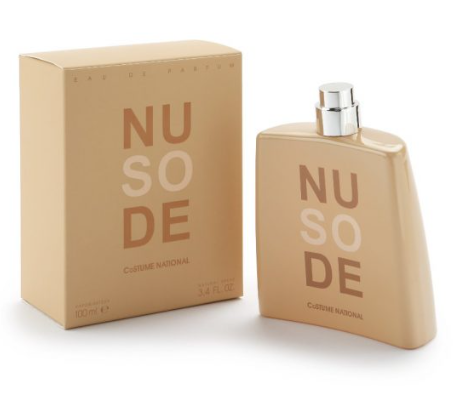 EAU DE PARFUM
NU
SO
DE
CoSTUME NATIONAL
100ml e
3.4 FL.OZ
NU
SO
DE
CoSTUME NATIONAL